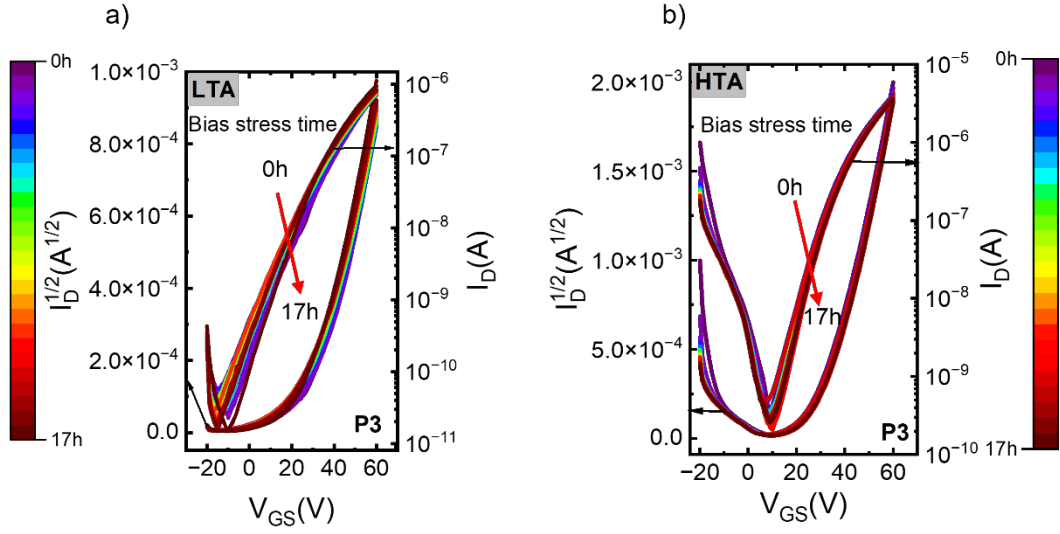 a)
0h
17h
I_D^{1/2}(A^{1/2})
1.0×10⁻³
8.0×10⁻⁴
6.0×10⁻⁴
4.0×10⁻⁴
2.0×10⁻⁴
0.0
LTA
Bias stress time
0h
17h
P3
10⁻⁶
10⁻⁷
10⁻⁸
10⁻⁹
10⁻¹⁰
10⁻¹¹
I_D(A)
−20 0 20 40 60
V_GS(V)
b)
I_D^{1/2}(A^{1/2})
2.0×10⁻³
1.5×10⁻³
1.0×10⁻³
5.0×10⁻⁴
0.0
HTA
Bias stress time
0h
17h
P3
10⁻⁵
10⁻⁶
10⁻⁷
10⁻⁸
10⁻⁹
10⁻¹⁰
I_D(A)
−20 0 20 40 60
V_GS(V)
0h
17h